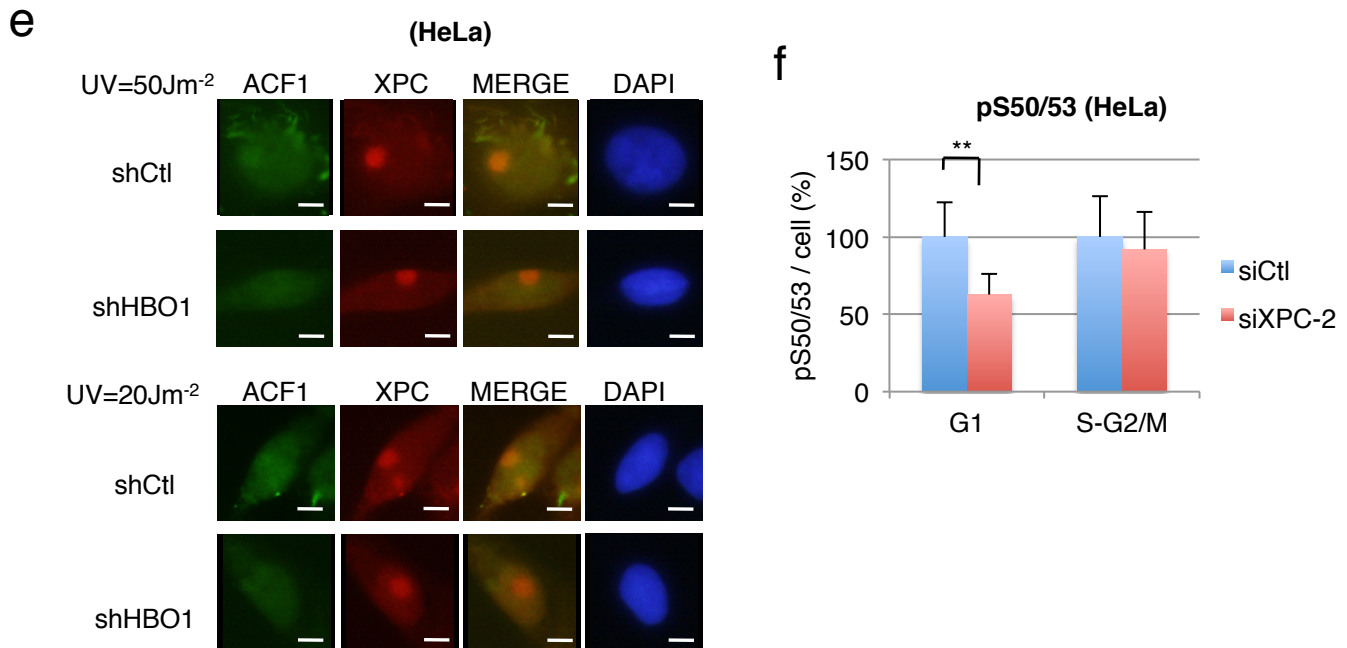 e
(HeLa)
UV=50Jm-2 ACF1 XPC MERGE DAPI
shCtl
shHBO1
UV=20Jm-2 ACF1 XPC MERGE DAPI
shCtl
shHBO1
f
pS50/53 (HeLa)
**
pS50/53 / cell (%)
150
100
50
0
G1 S-G2/M
siCtl
siXPC-2